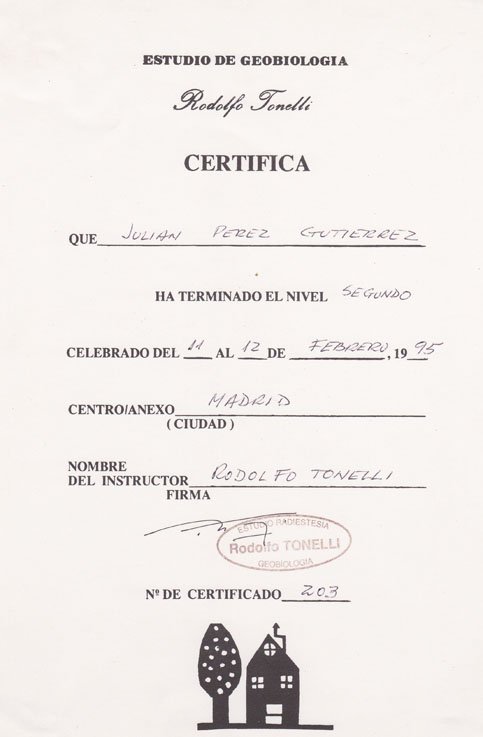 ESTUDIO DE GEOBIOLOGIA
Rodolfo Tonelli
CERTIFICA
QUE JULIAN PEREZ GUTIERREZ
HA TERMINADO EL NIVEL SEGUNDO
CELEBRADO DEL 11 AL 12 DE FEBRERO, 1995
CENTRO/ANEXO MADRID
(CIUDAD)
NOMBRE
DEL INSTRUCTOR RODOLFO TONELLI
FIRMA
ESTUDIO RADIESTESIA
Rodolfo TONELLI
GEOBIOLOGIA
Nº DE CERTIFICADO 203